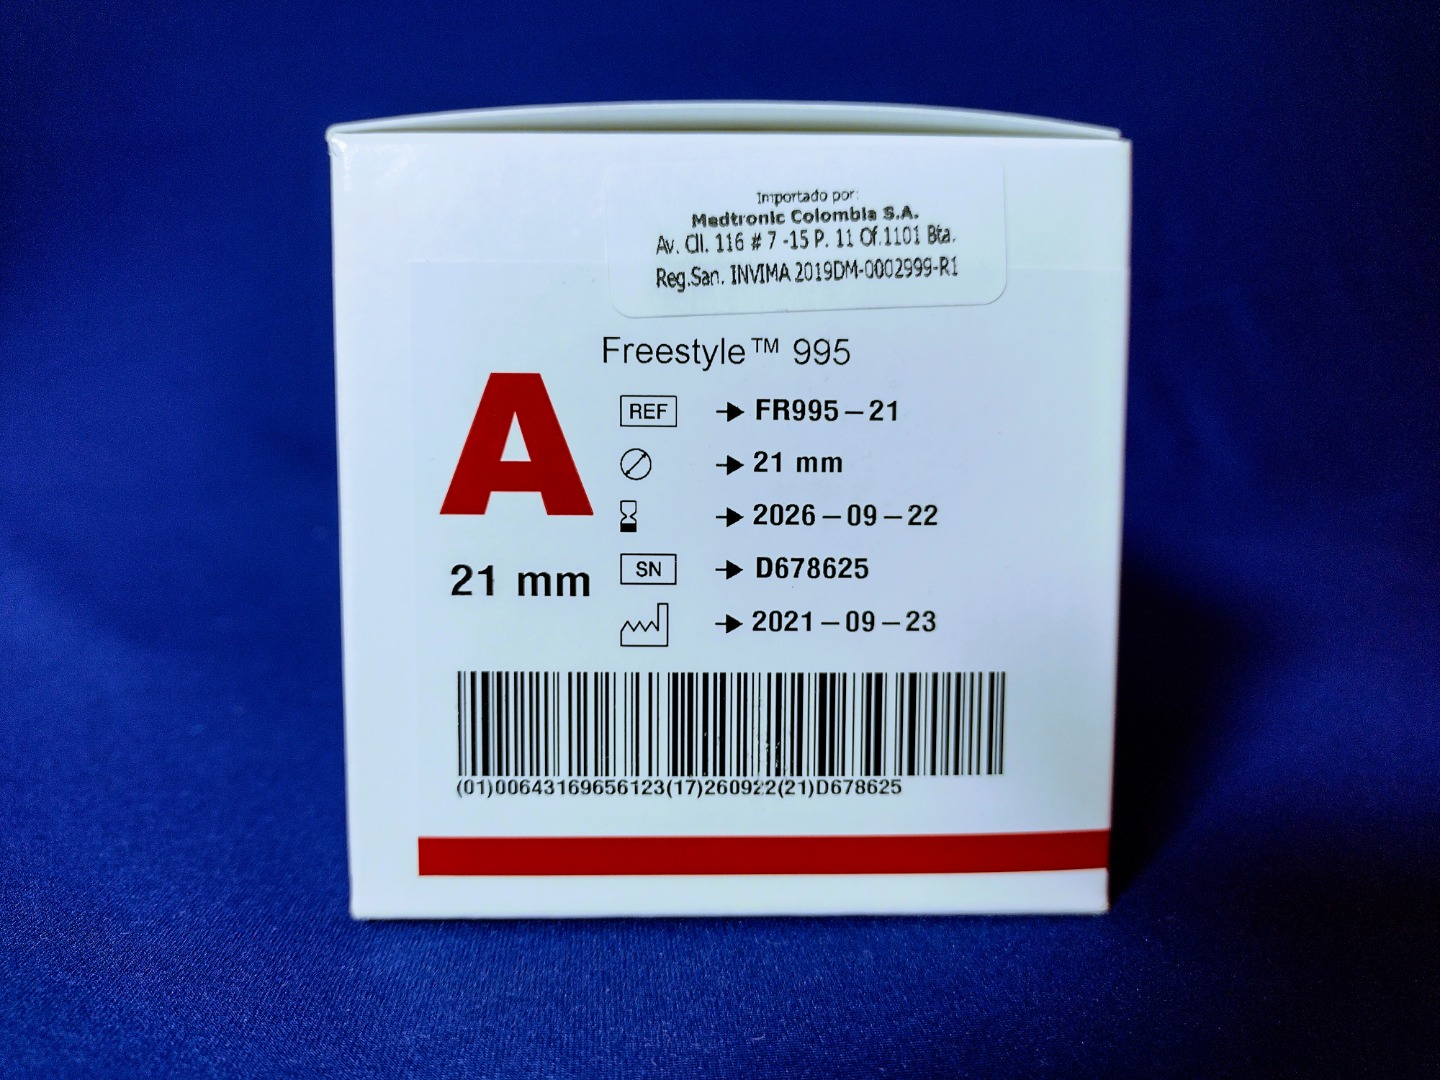 Importado por:
Medtronic Colombia S.A.
Av. Cll. 116 # 7 -15 P. 11 Of.1101 Bta.
Reg.San. INVIMA 2019DM-0002999-R1
Freestyle™ 995
A
21 mm
REF FR995-21
21 mm
2026-09-22
SN D678625
2021-09-23
(01)00643169656123(17)260922(21)D678625